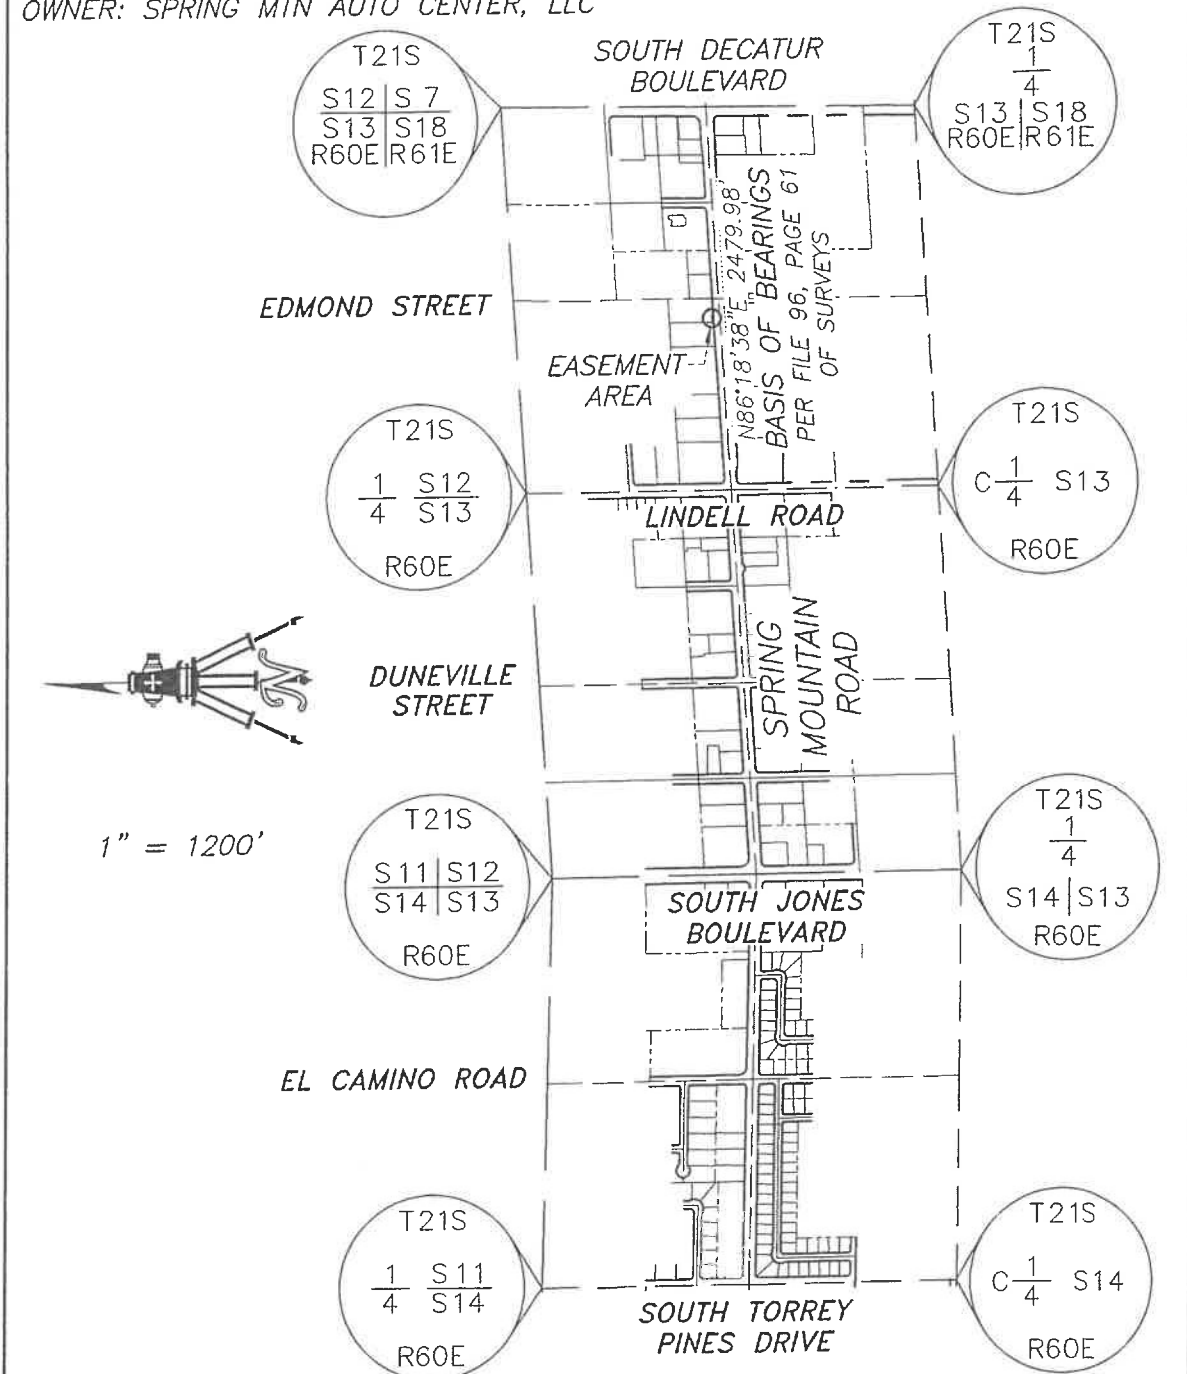 OWNER: SPRING MTN AUTO CENTER, LLC
T21S
S12 S 7
S13 S18
R60E R61E
SOUTH DECATUR
BOULEVARD
T21S
1
4
S13 S18
R60E R61E
EDMOND STREET
EASEMENT
AREA
N86°18'38"E 2479.98'
BASIS OF BEARINGS
PER FILE 96, PAGE 61
OF SURVEYS
T21S
1 S12
4 S13
R60E
LINDELL ROAD
T21S
C 1 S13
4
R60E
N
DUNEVILLE
STREET
SPRING
MOUNTAIN
ROAD
1" = 1200'
T21S
S11 S12
S14 S13
R60E
SOUTH JONES
BOULEVARD
T21S
1
4
S14 S13
R60E
EL CAMINO ROAD
T21S
1 S11
4 S14
R60E
SOUTH TORREY
PINES DRIVE
T21S
C 1 S14
4
R60E